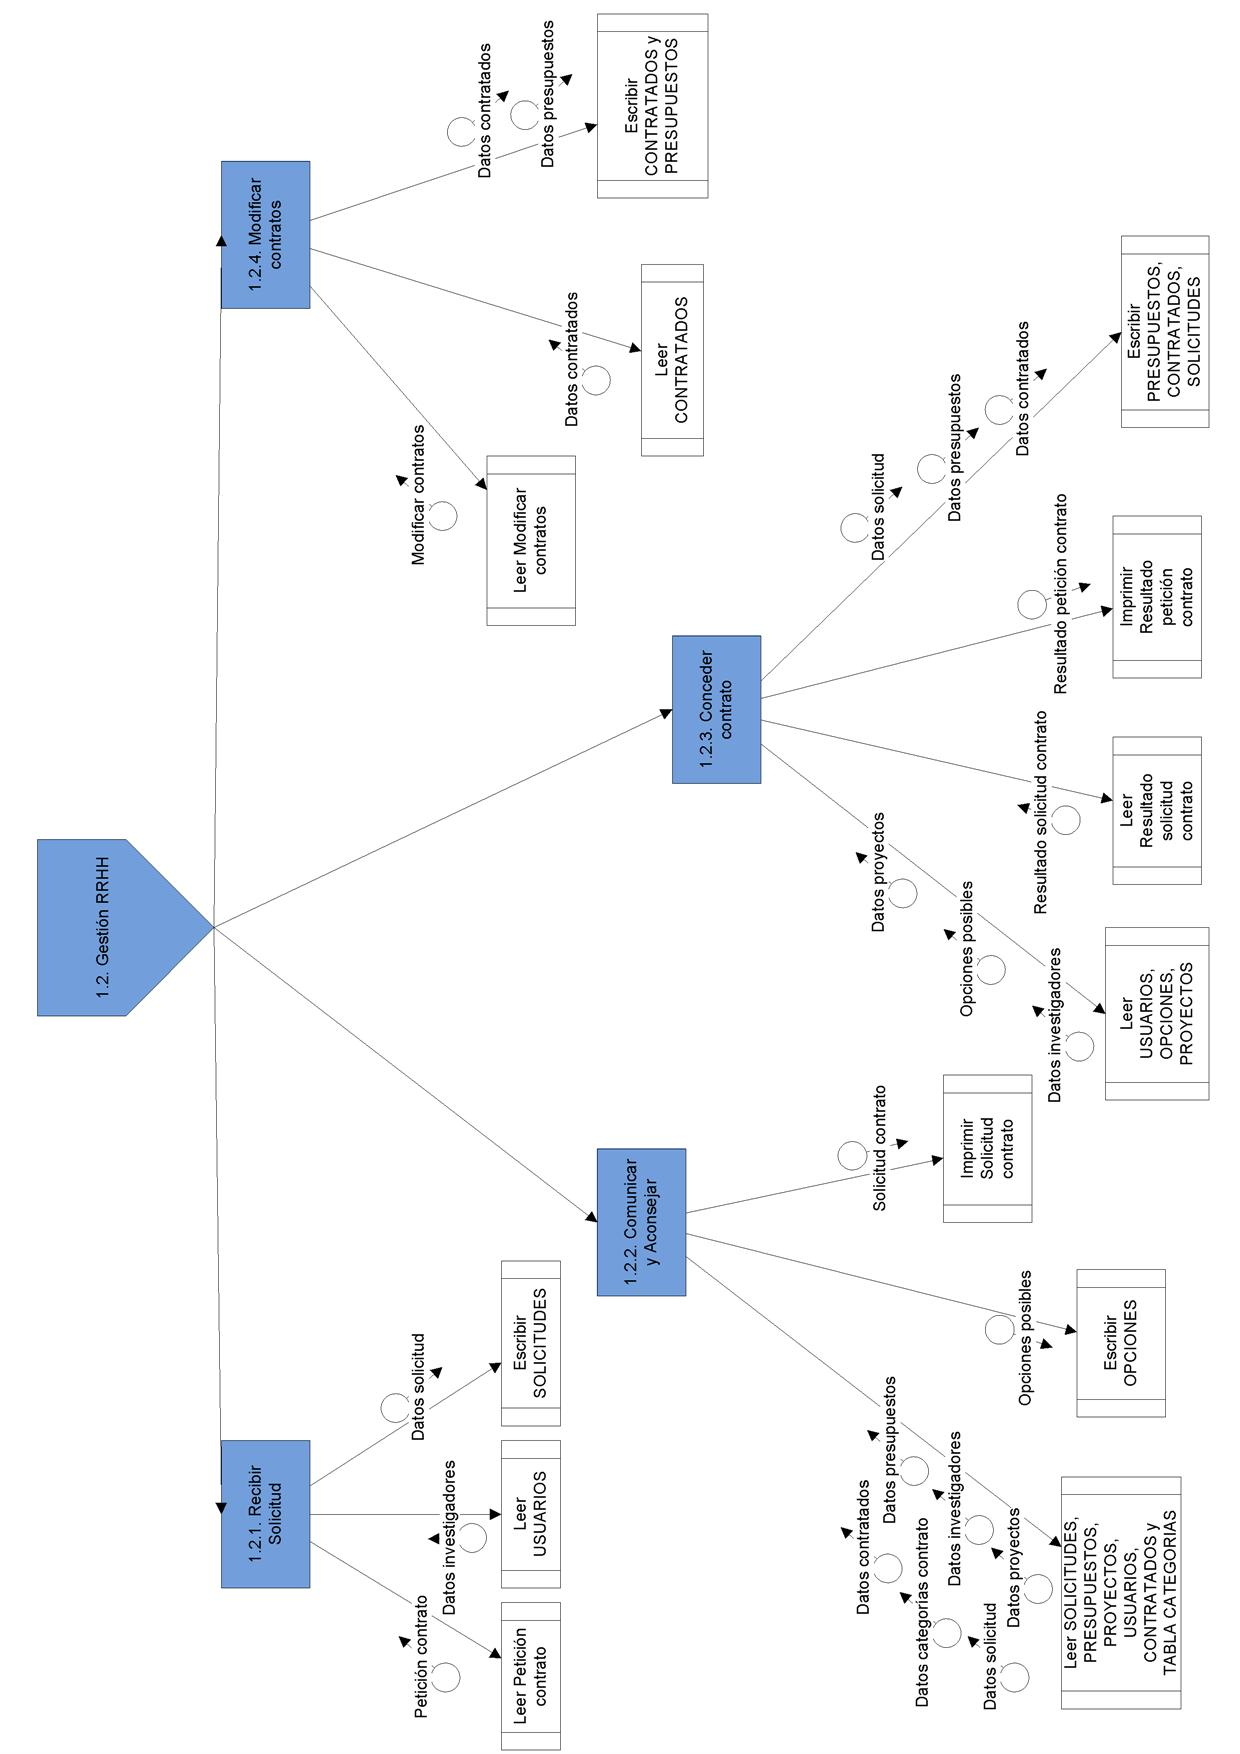 1.2. Gestión RRHH
1.2.1. Recibir
Solicitud
1.2.4. Modificar
contratos
Petición contrato
Datos investigadores
Datos solicitud
Modificar contratos
Datos contratados
Datos contratados
Datos presupuestos
Leer Petición
contrato
Leer
USUARIOS
Escribir
SOLICITUDES
Leer Modificar
contratos
Leer
CONTRATADOS
Escribir
CONTRATADOS y
PRESUPUESTOS
1.2.2. Comunicar
y Aconsejar
1.2.3. Conceder
contrato
Datos contratados
Datos presupuestos
Datos categorias contrato
Datos investigadores
Datos solicitud
Datos proyectos
Opciones posibles
Solicitud contrato
Datos proyectos
Opciones posibles
Datos investigadores
Resultado solicitud contrato
Resultado petición contrato
Datos solicitud
Datos presupuestos
Datos contratados
Leer SOLICITUDES,
PRESUPUESTOS,
PROYECTOS,
USUARIOS,
CONTRATADOS y
TABLA CATEGORIAS
Escribir
OPCIONES
Imprimir
Solicitud
contrato
Leer
USUARIOS,
OPCIONES,
PROYECTOS
Leer
Resultado
solicitud
contrato
Imprimir
Resultado
petición
contrato
Escribir
PRESUPUESTOS,
CONTRATADOS,
SOLICITUDES